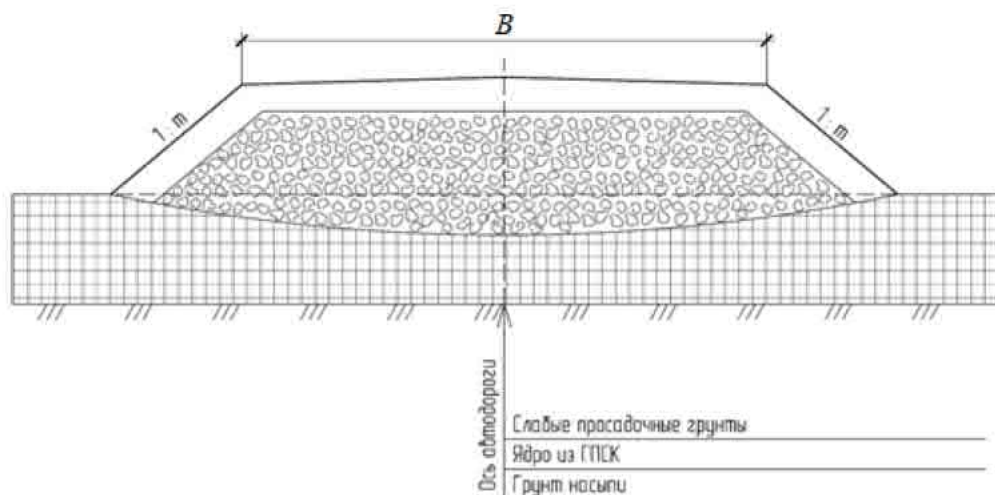 B
1 : m
1 : m
Ось автодороги
Слабые просадочные грунты
Ядро из ГПСК
Грунт насыпи